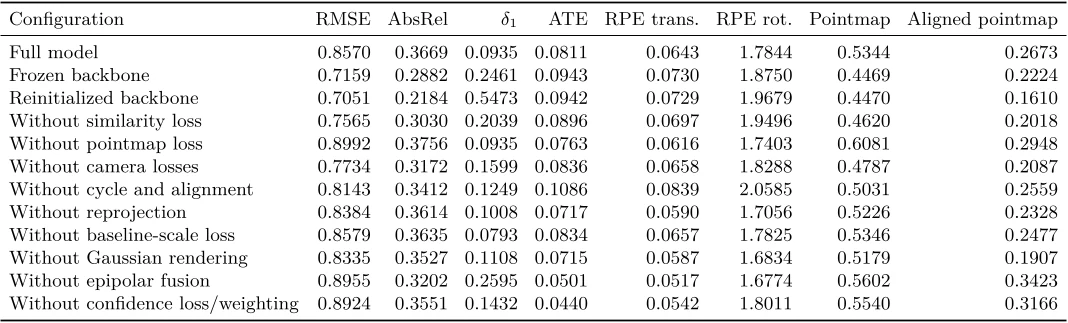 Configuration RMSE AbsRel δ1 ATE RPE trans. RPE rot. Pointmap Aligned pointmap
Full model 0.8570 0.3669 0.0935 0.0811 0.0643 1.7844 0.5344 0.2673
Frozen backbone 0.7159 0.2882 0.2461 0.0943 0.0730 1.8750 0.4469 0.2224
Reinitialized backbone 0.7051 0.2184 0.5473 0.0942 0.0729 1.9679 0.4470 0.1610
Without similarity loss 0.7565 0.3030 0.2039 0.0896 0.0697 1.9496 0.4620 0.2018
Without pointmap loss 0.8992 0.3756 0.0935 0.0763 0.0616 1.7403 0.6081 0.2948
Without camera losses 0.7734 0.3172 0.1599 0.0836 0.0658 1.8288 0.4787 0.2087
Without cycle and alignment 0.8143 0.3412 0.1249 0.1086 0.0839 2.0585 0.5031 0.2559
Without reprojection 0.8384 0.3614 0.1008 0.0717 0.0590 1.7056 0.5226 0.2328
Without baseline-scale loss 0.8579 0.3635 0.0793 0.0834 0.0657 1.7825 0.5346 0.2477
Without Gaussian rendering 0.8335 0.3527 0.1108 0.0715 0.0587 1.6834 0.5179 0.1907
Without epipolar fusion 0.8955 0.3202 0.2595 0.0501 0.0517 1.6774 0.5602 0.3423
Without confidence loss/weighting 0.8924 0.3551 0.1432 0.0440 0.0542 1.8011 0.5540 0.3166